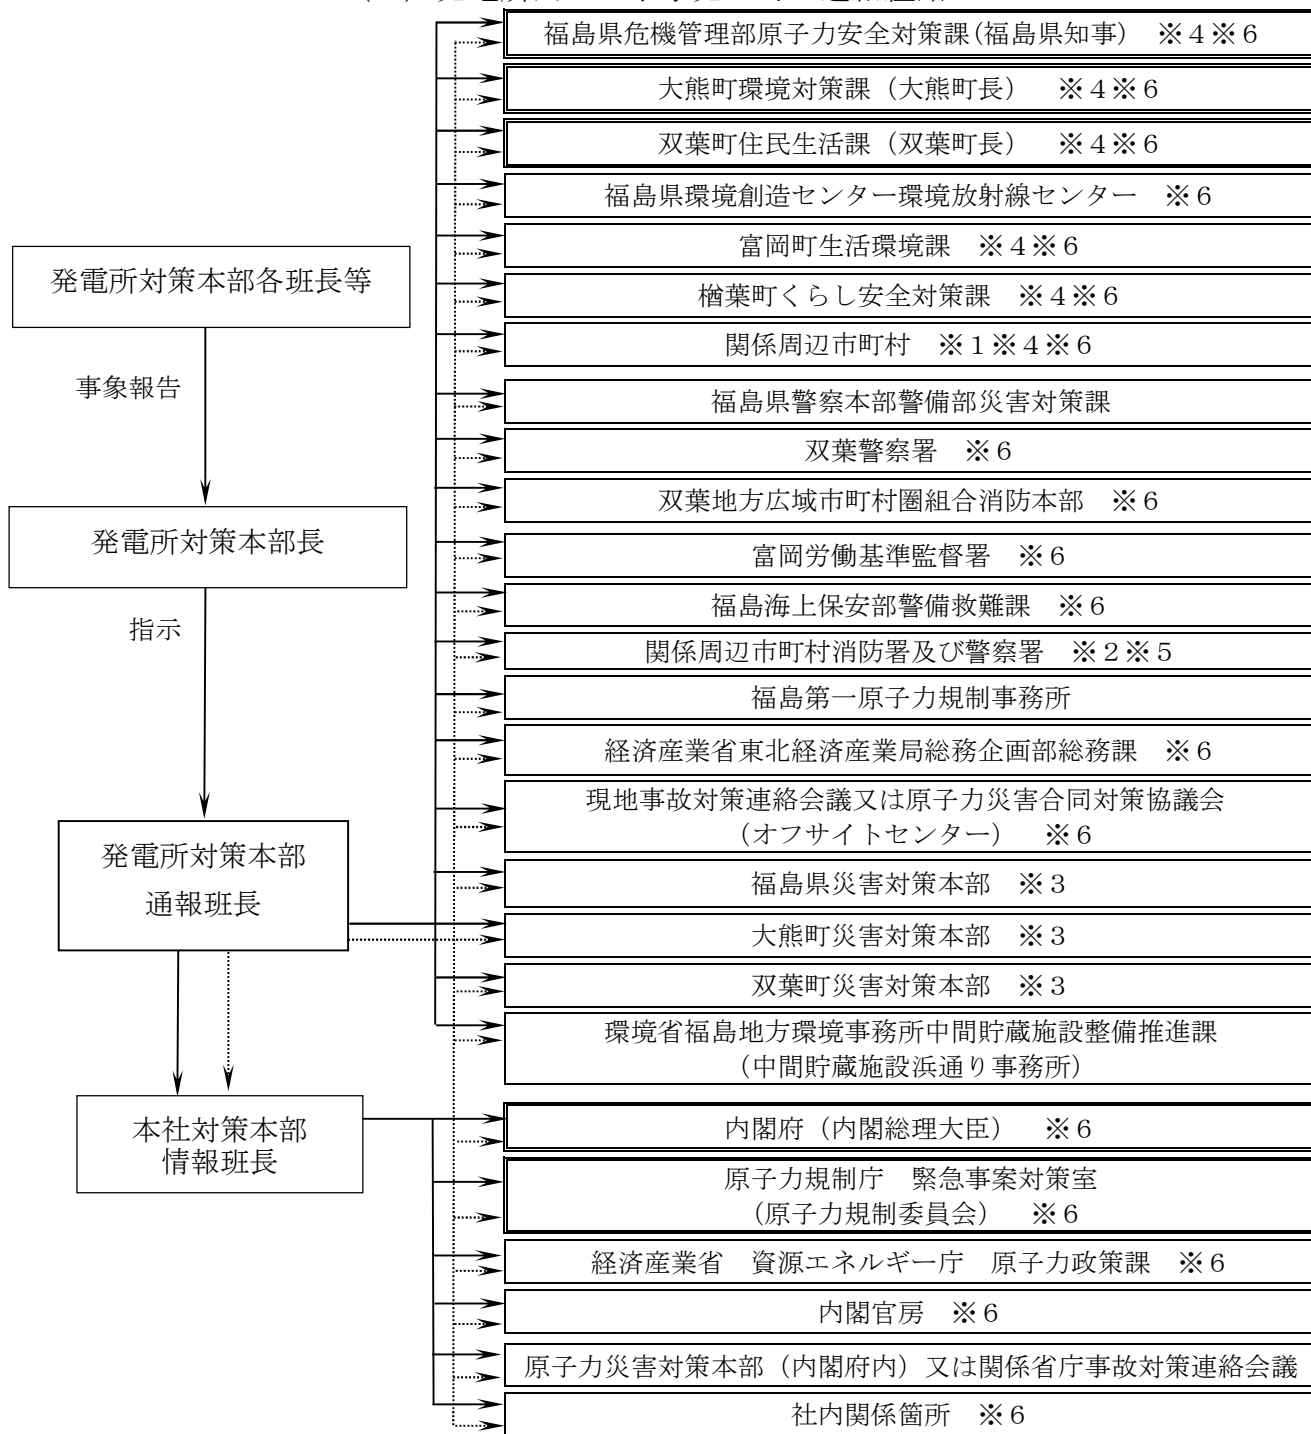 発電所対策本部各班長等
事象報告
発電所対策本部長
指示
発電所対策本部
通報班長
本社対策本部
情報班長
福島県危機管理部原子力安全対策課(福島県知事) ※4※6
大熊町環境対策課（大熊町長） ※4※6
双葉町住民生活課（双葉町長） ※4※6
福島県環境創造センター環境放射線センター ※6
富岡町生活環境課 ※4※6
楢葉町くらし安全対策課 ※4※6
関係周辺市町村 ※1※4※6
福島県警察本部警備部災害対策課
双葉警察署 ※6
双葉地方広域市町村圏組合消防本部 ※6
富岡労働基準監督署 ※6
福島海上保安部警備救難課 ※6
関係周辺市町村消防署及び警察署 ※2※5
福島第一原子力規制事務所
経済産業省東北経済産業局総務企画部総務課 ※6
現地事故対策連絡会議又は原子力災害合同対策協議会
（オフサイトセンター） ※6
福島県災害対策本部 ※3
大熊町災害対策本部 ※3
双葉町災害対策本部 ※3
環境省福島地方環境事務所中間貯蔵施設整備推進課
（中間貯蔵施設浜通り事務所）
内閣府（内閣総理大臣） ※6
原子力規制庁 緊急事案対策室
（原子力規制委員会） ※6
経済産業省 資源エネルギー庁 原子力政策課 ※6
内閣官房 ※6
原子力災害対策本部（内閣府内）又は関係省庁事故対策連絡会議
社内関係箇所 ※6